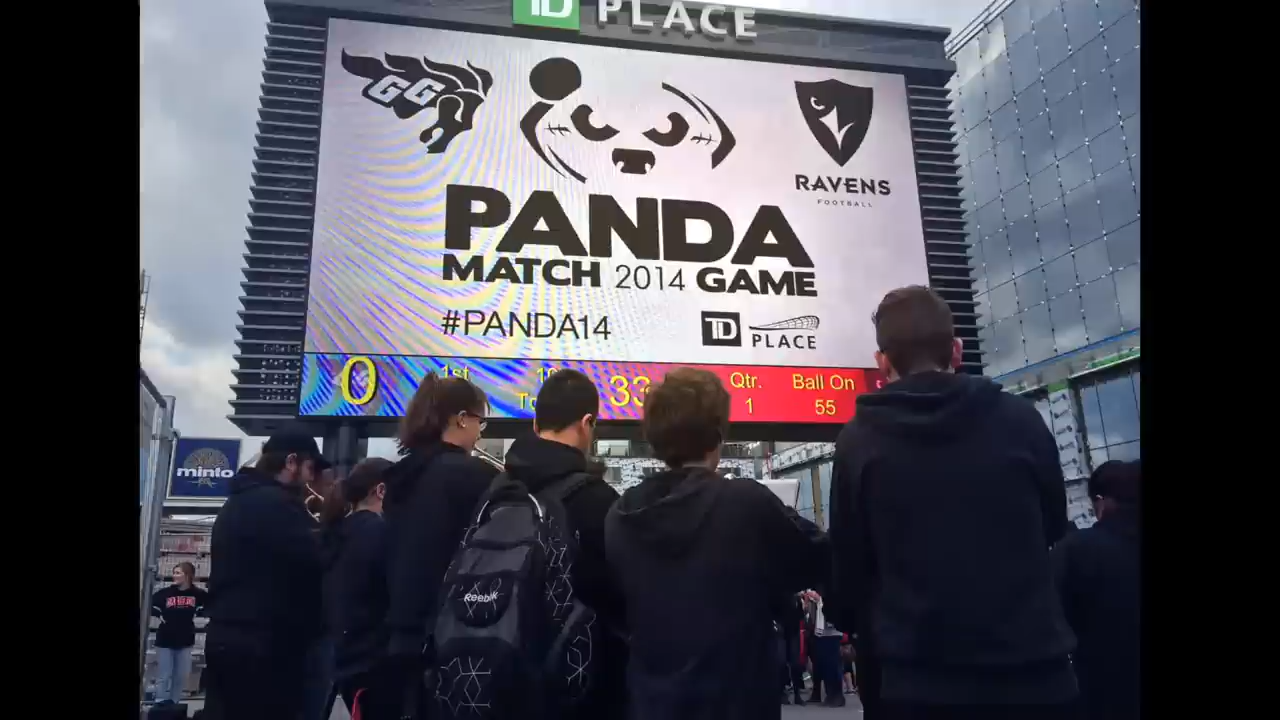 TD PLACE
GG
RAVENS
FOOTBALL
PANDA
MATCH 2014 GAME
#PANDA14
TD PLACE
0 1st 33 Qtr. Ball On
1 55
minto
Reebok